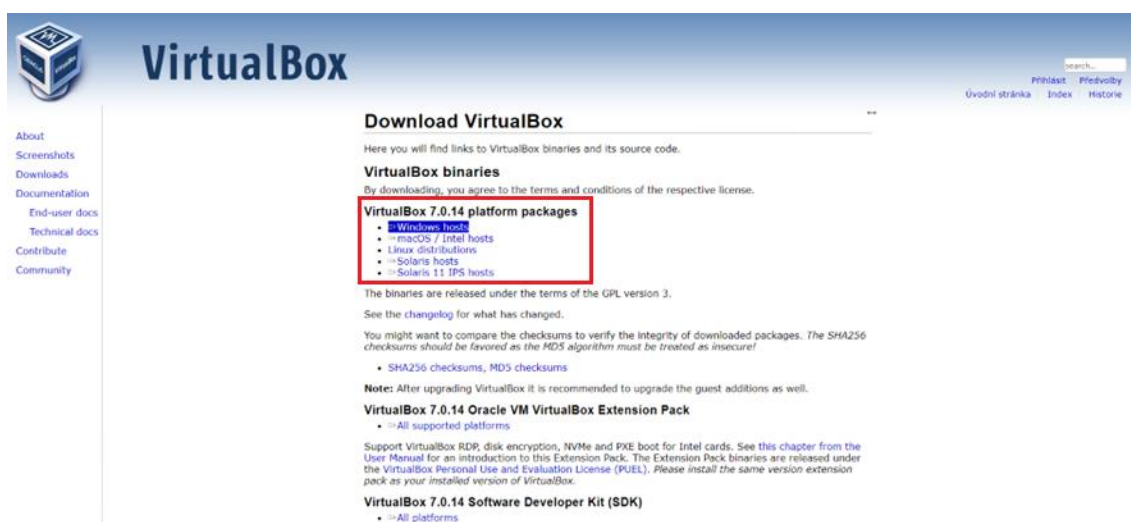 VirtualBox
search...
Přihlásit Předvolby
Úvodní stránka Index Historie
About
Screenshots
Downloads
Documentation
End-user docs
Technical docs
Contribute
Community
Download VirtualBox
Here you will find links to VirtualBox binaries and its source code.
VirtualBox binaries
By downloading, you agree to the terms and conditions of the respective license.
VirtualBox 7.0.14 platform packages
Windows hosts
macOS / Intel hosts
Linux distributions
Solaris hosts
Solaris 11 IPS hosts
The binaries are released under the terms of the GPL version 3.
See the changelog for what has changed.
You might want to compare the checksums to verify the integrity of downloaded packages. The SHA256
checksums should be favored as the MD5 algorithm must be treated as insecure!
SHA256 checksums, MD5 checksums
Note: After upgrading VirtualBox it is recommended to upgrade the guest additions as well.
VirtualBox 7.0.14 Oracle VM VirtualBox Extension Pack
All supported platforms
Support VirtualBox RDP, disk encryption, NVMe and PXE boot for Intel cards. See this chapter from the
User Manual for an introduction to this Extension Pack. The Extension Pack binaries are released under
the VirtualBox Personal Use and Evaluation License (PUEL). Please install the same version extension
pack as your installed version of VirtualBox.
VirtualBox 7.0.14 Software Developer Kit (SDK)
All platforms